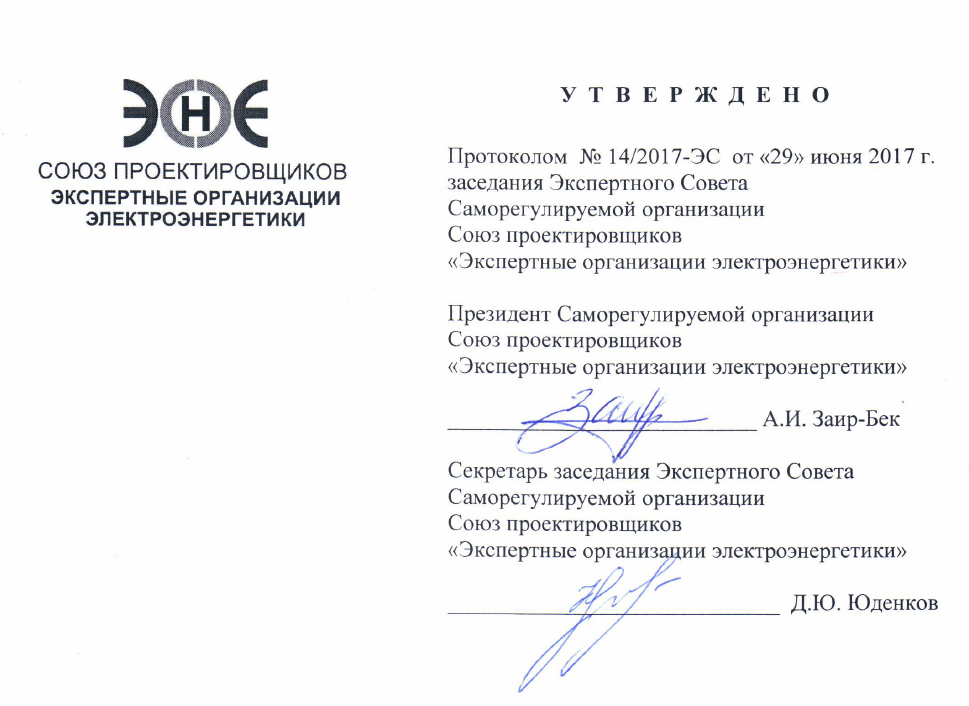 ЭНЕ
СОЮЗ ПРОЕКТИРОВЩИКОВ
ЭКСПЕРТНЫЕ ОРГАНИЗАЦИИ
ЭЛЕКТРОЭНЕРГЕТИКИ
УТВЕРЖДЕНО
Протоколом № 14/2017-ЭС от «29» июня 2017 г.
заседания Экспертного Совета
Саморегулируемой организации
Союз проектировщиков
«Экспертные организации электроэнергетики»
Президент Саморегулируемой организации
Союз проектировщиков
«Экспертные организации электроэнергетики»
А.И. Заир-Бек
Секретарь заседания Экспертного Совета
Саморегулируемой организации
Союз проектировщиков
«Экспертные организации электроэнергетики»
Д.Ю. Юденков